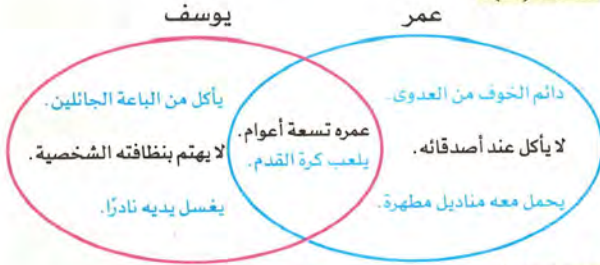 عمر
يوسف
دائم الخوف من العدوى.
لا يأكل عند أصدقائه.
يحمل معه مناديل مطهرة.
عمره تسعة أعوام.
يلعب كرة القدم.
يأكل من الباعة الجائلين.
لا يهتم بنظافته الشخصية.
يغسل يديه نادرًا.